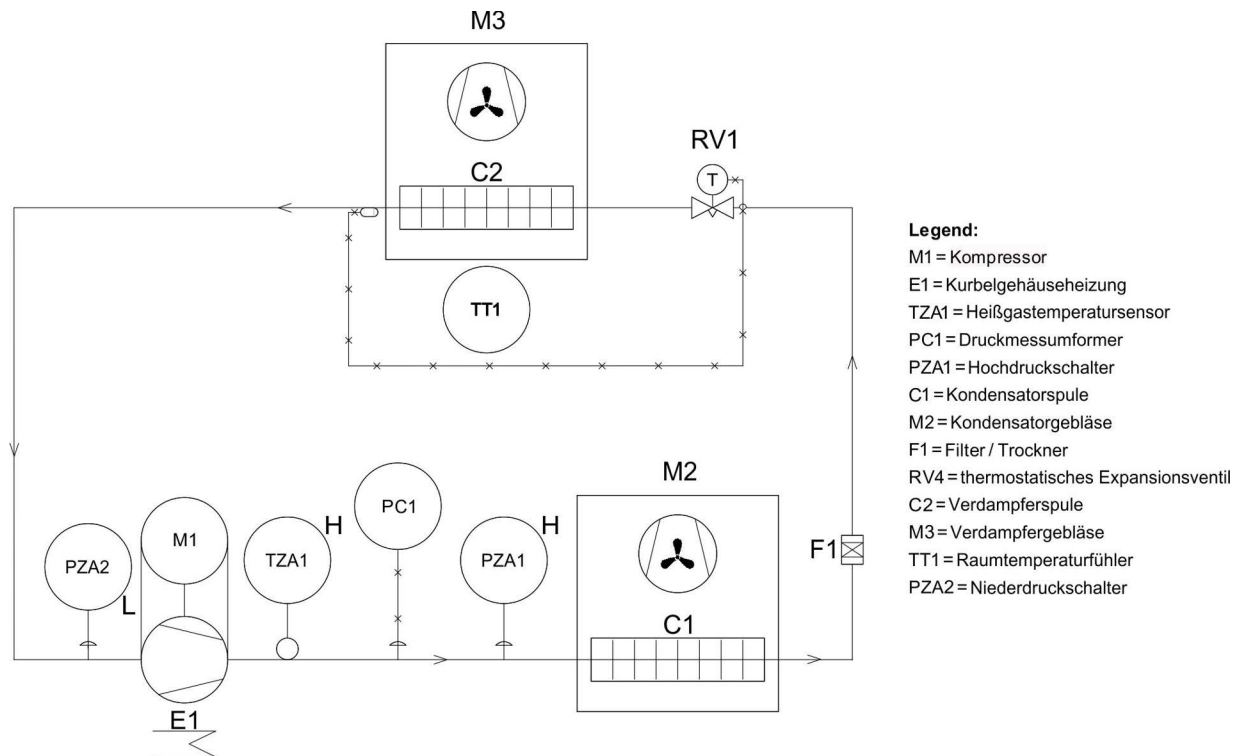 M3
C2
RV1
T
TT1
Legend:
M1 = Kompressor
E1 = Kurbelgehäuseheizung
TZA1 = Heißgastemperatursensor
PC1 = Druckmessumformer
PZA1 = Hochdruckschalter
C1 = Kondensatorspule
M2 = Kondensatorgebläse
F1 = Filter / Trockner
RV4 = thermostatisches Expansionsventil
C2 = Verdampferspule
M3 = Verdampfergebläse
TT1 = Raumtemperaturfühler
PZA2 = Niederdruckschalter
PZA2
L
M1
TZA1
H
PC1
PZA1
H
M2
C1
F1
E1